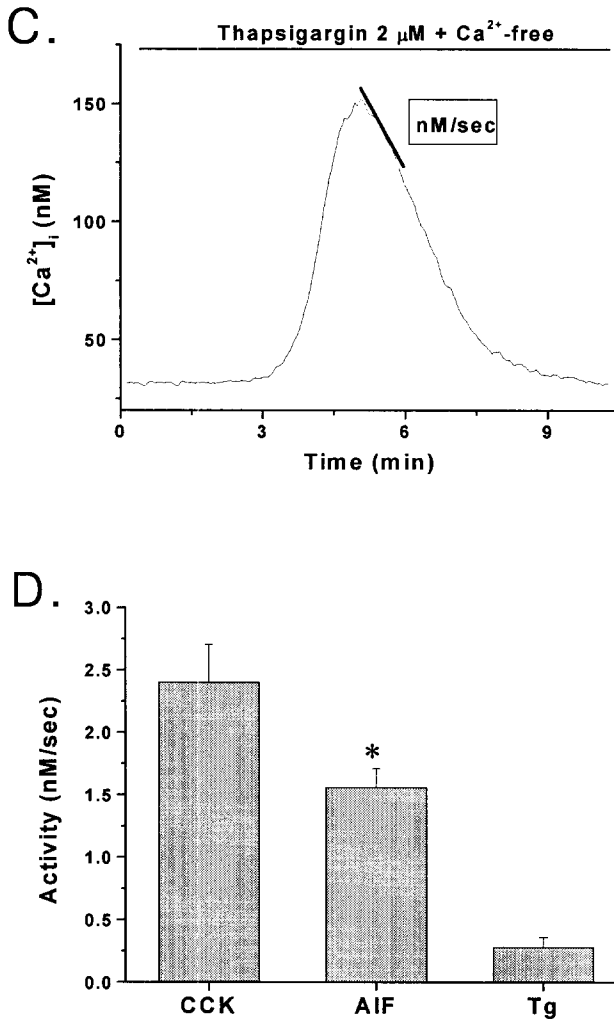 C.
Thapsigargin 2 μM + Ca²⁺-free
nM/sec
[Ca²⁺]ᵢ (nM)
150
100
50
0 3 6 9
Time (min)
D.
Activity (nM/sec)
3.0
2.5
2.0
1.5
1.0
0.5
0.0
*
CCK AlF Tg